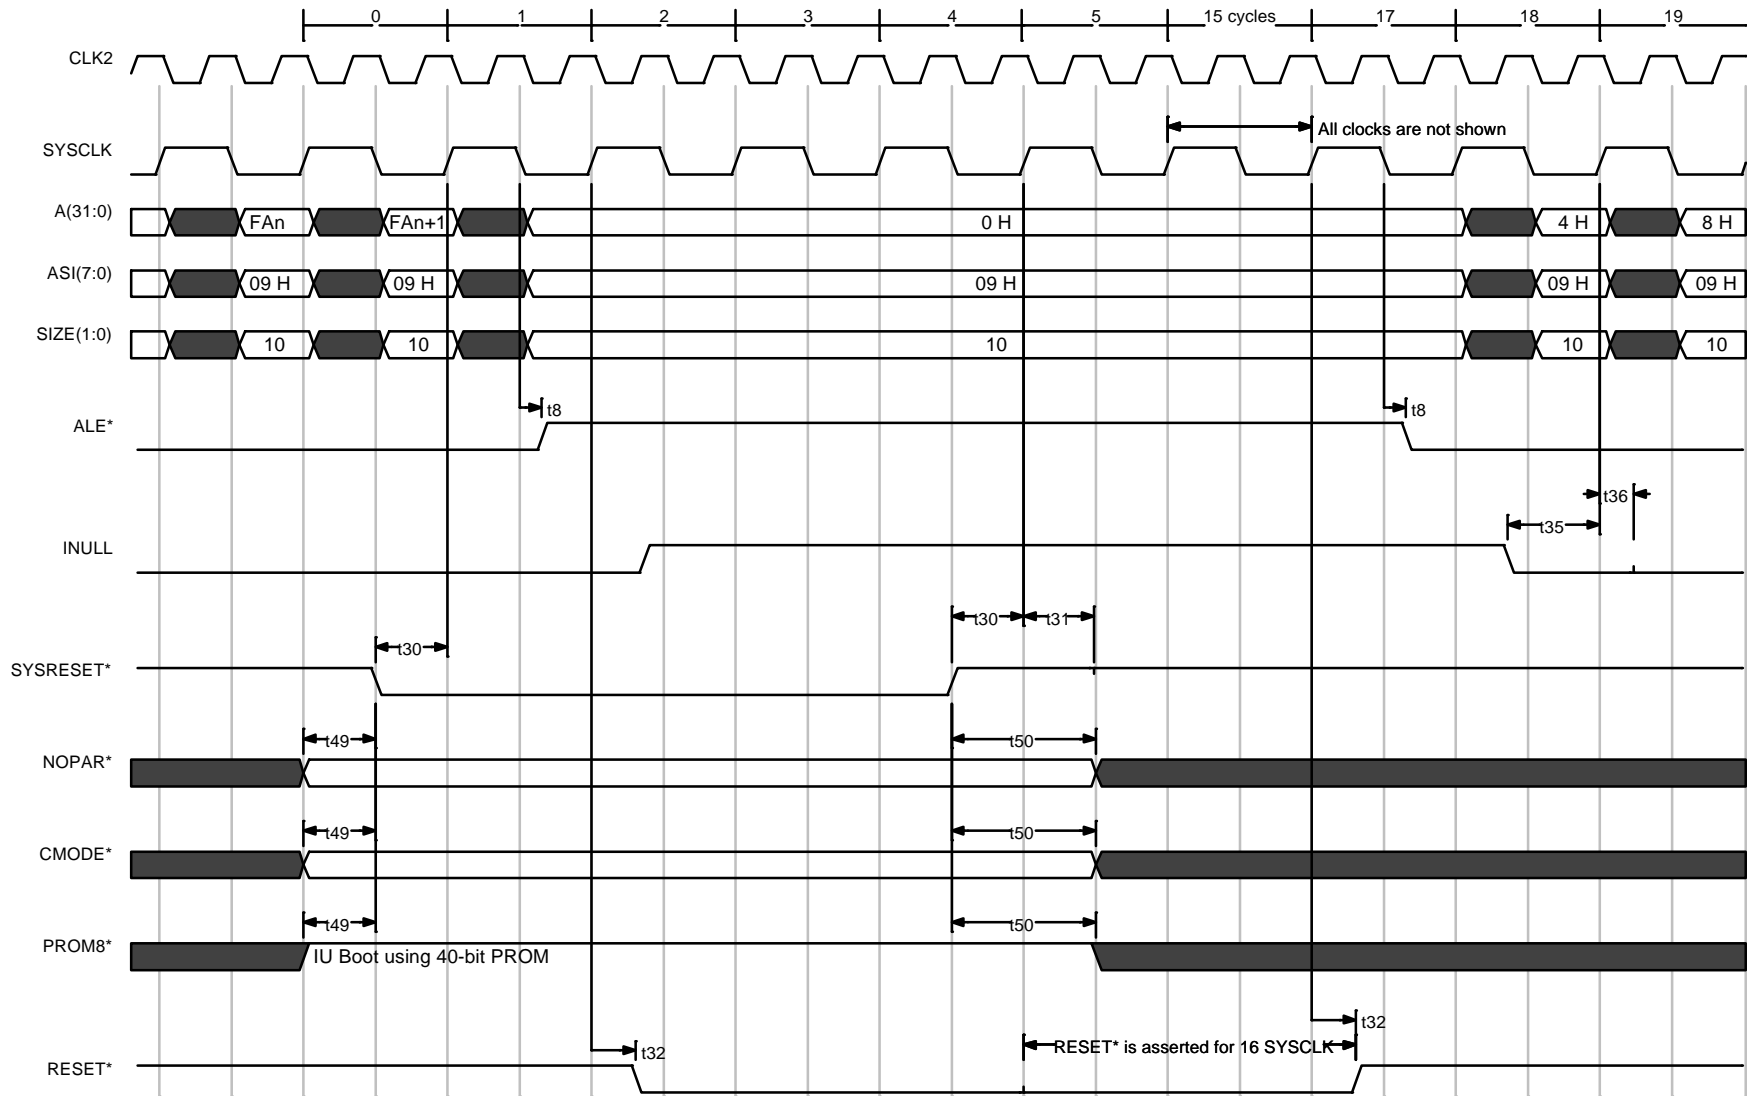 0 1 2 3 4 5 15 cycles 17 18 19
CLK2
All clocks are not shown
SYSCLK
A(31:0) FAn FAn+1 0 H 4 H 8 H
ASI(7:0) 09 H 09 H 09 H 09 H 09 H
SIZE(1:0) 10 10 10 10 10
t8 t8
ALE*
t36
t35
INULL
t30 t31
t30
SYSRESET*
t49 t50
NOPAR*
t49 t50
CMODE*
t49 t50
PROM8* IU Boot using 40-bit PROM
t32
t32 RESET* is asserted for 16 SYSCLK
RESET*